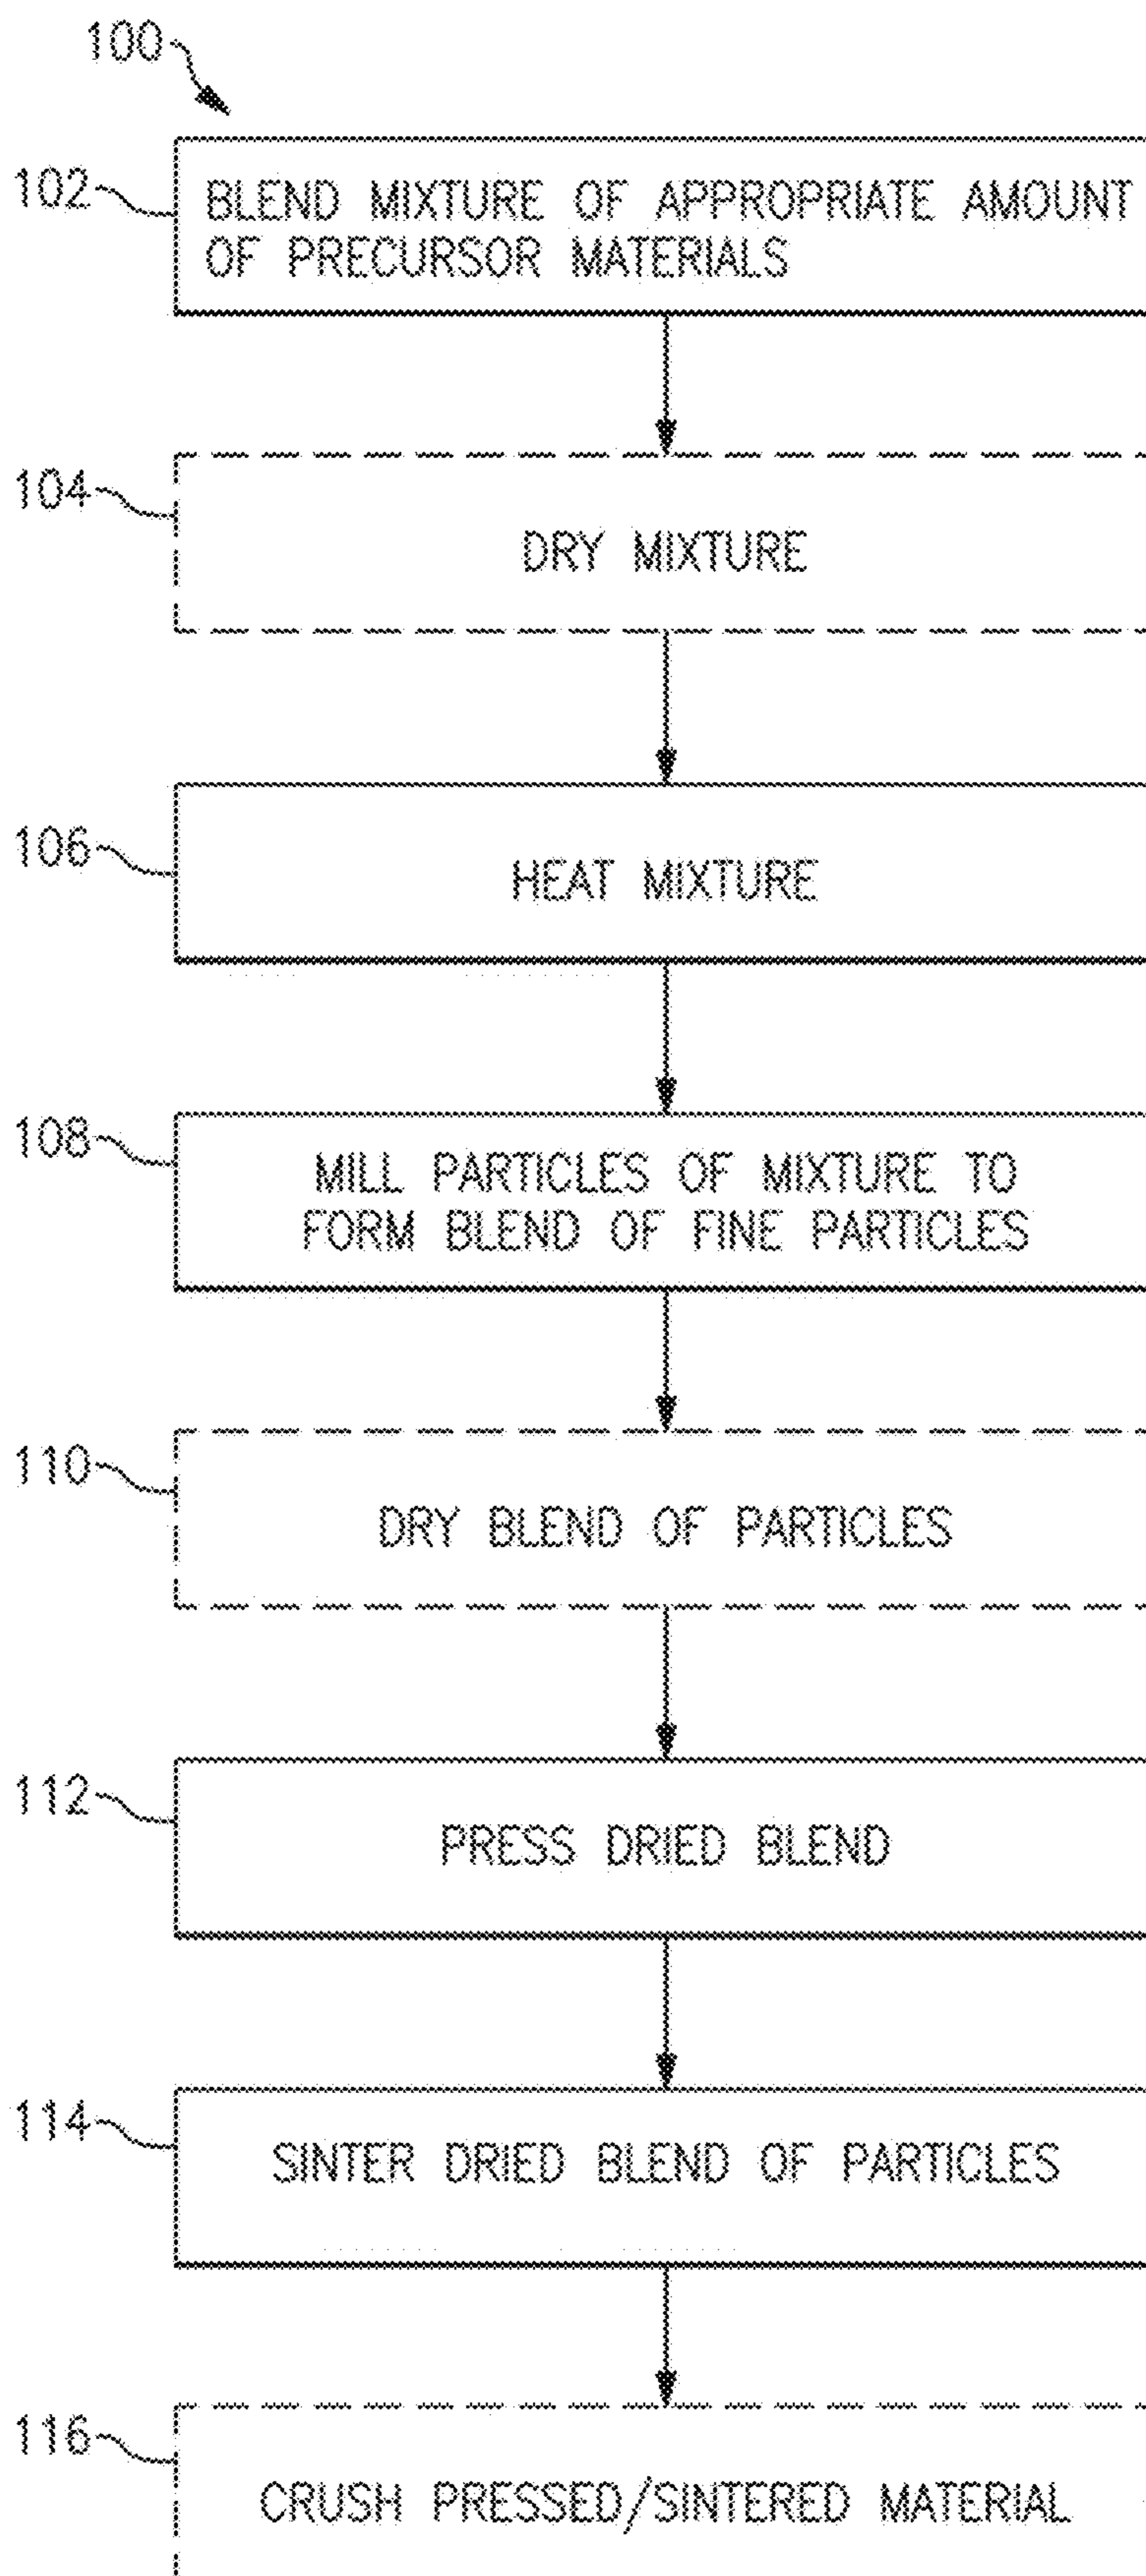 100
102
BLEND MIXTURE OF APPROPRIATE AMOUNT
OF PRECURSOR MATERIALS
104
DRY MIXTURE
106
HEAT MIXTURE
108
MILL PARTICLES OF MIXTURE TO
FORM BLEND OF FINE PARTICLES
110
DRY BLEND OF PARTICLES
112
PRESS DRIED BLEND
114
SINTER DRIED BLEND OF PARTICLES
116
CRUSH PRESSED/SINTERED MATERIAL